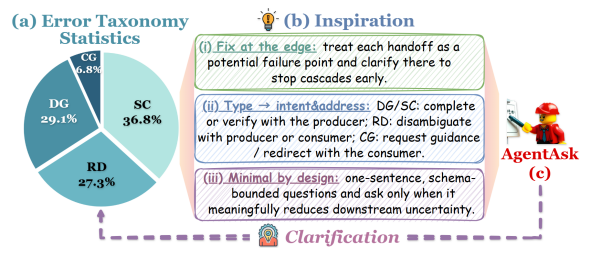 (a) Error Taxonomy
Statistics
(b) Inspiration
CG
6.8%
SC
36.8%
DG
29.1%
RD
27.3%
(i) Fix at the edge: treat each handoff as a
potential failure point and clarify there to
stop cascades early.
(ii) Type → intent&address: DG/SC: complete
or verify with the producer; RD: disambiguate
with producer or consumer; CG: request guidance
/ redirect with the consumer.
(iii) Minimal by design: one-sentence, schema-
bounded questions and ask only when it
meaningfully reduces downstream uncertainty.
AgentAsk
(c)
Clarification